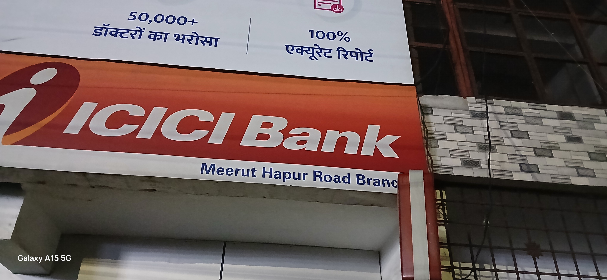 50,000+
डॉक्टरों का भरोसा
100%
एक्यूरेट रिपोर्ट
ICICI Bank
Meerut Hapur Road Branc
Galaxy A15 5G